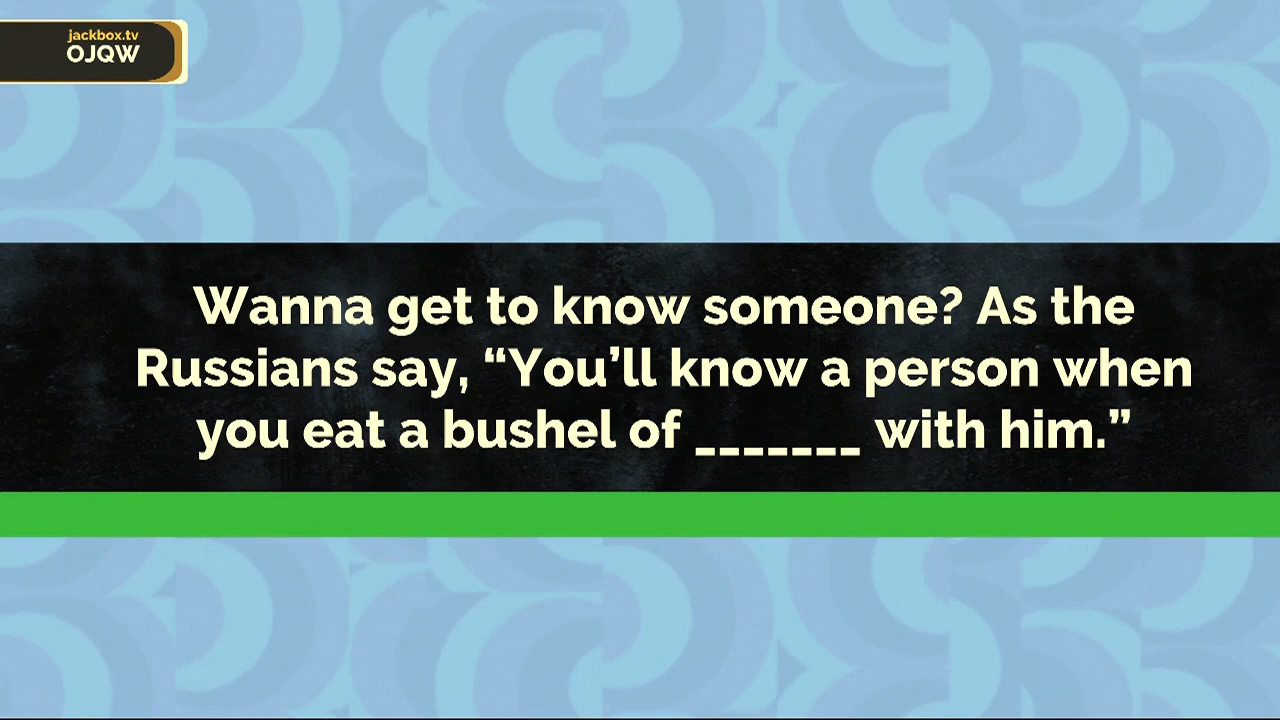 jackbox.tv
OJQW
Wanna get to know someone? As the
Russians say, “You’ll know a person when
you eat a bushel of _______ with him.”